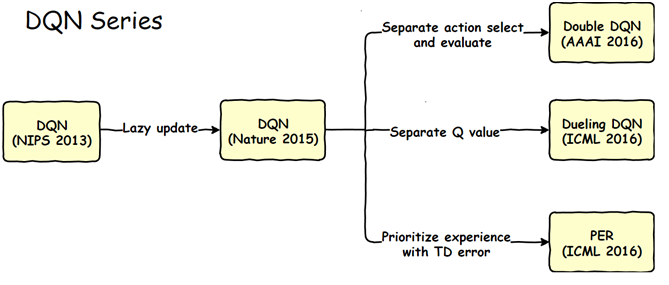 DQN Series
DQN
(NIPS 2013)
Lazy update
DQN
(Nature 2015)
Separate action select
and evaluate
Double DQN
(AAAI 2016)
Separate Q value
Dueling DQN
(ICML 2016)
Prioritize experience
with TD error
PER
(ICML 2016)